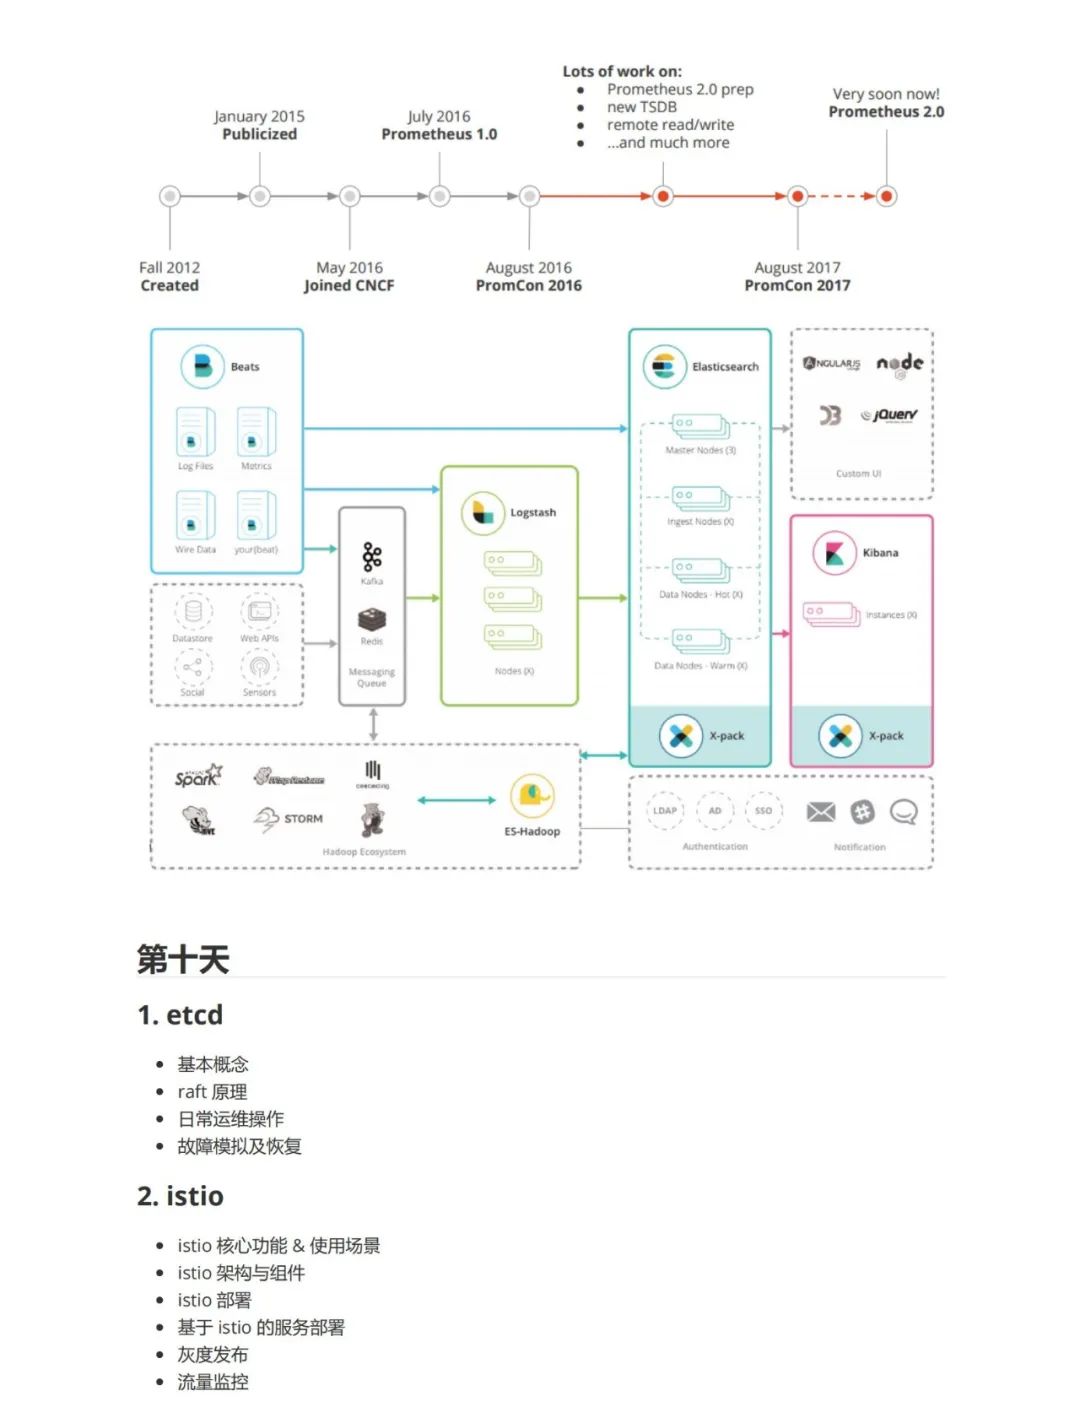 Lots of work on:
• Prometheus 2.0 prep
• new TSDB
• remote read/write
• ...and much more
Very soon now!
Prometheus 2.0
January 2015
Publicized
July 2016
Prometheus 1.0
Fall 2012
Created
May 2016
Joined CNCF
August 2016
PromCon 2016
August 2017
PromCon 2017
Beats
Log Files
Metrics
Wire Data
your{beat}
Datastore
Web APIs
Social
Sensors
Kafka
Redis
Messaging
Queue
Logstash
Nodes (X)
Elasticsearch
Master Nodes (3)
Ingest Nodes (X)
Data Nodes - Hot (X)
Data Nodes - Warm (X)
X-pack
ANGULARJS
node
D3
jQuery
Custom UI
Kibana
Instances (X)
X-pack
Spark
cascading
HIVE
STORM
Hadoop Ecosystem
ES-Hadoop
LDAP
AD
SSO
Authentication
Notification
第十天
1. etcd
• 基本概念
• raft 原理
• 日常运维操作
• 故障模拟及恢复
2. istio
• istio 核心功能 & 使用场景
• istio 架构与组件
• istio 部署
• 基于 istio 的服务部署
• 灰度发布
• 流量监控